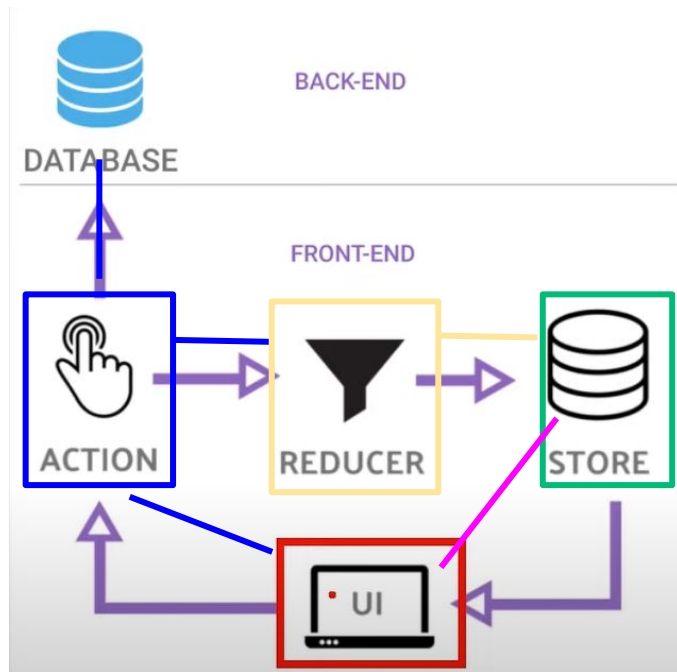 BACK-END
DATABASE
FRONT-END
ACTION
REDUCER
STORE
UI